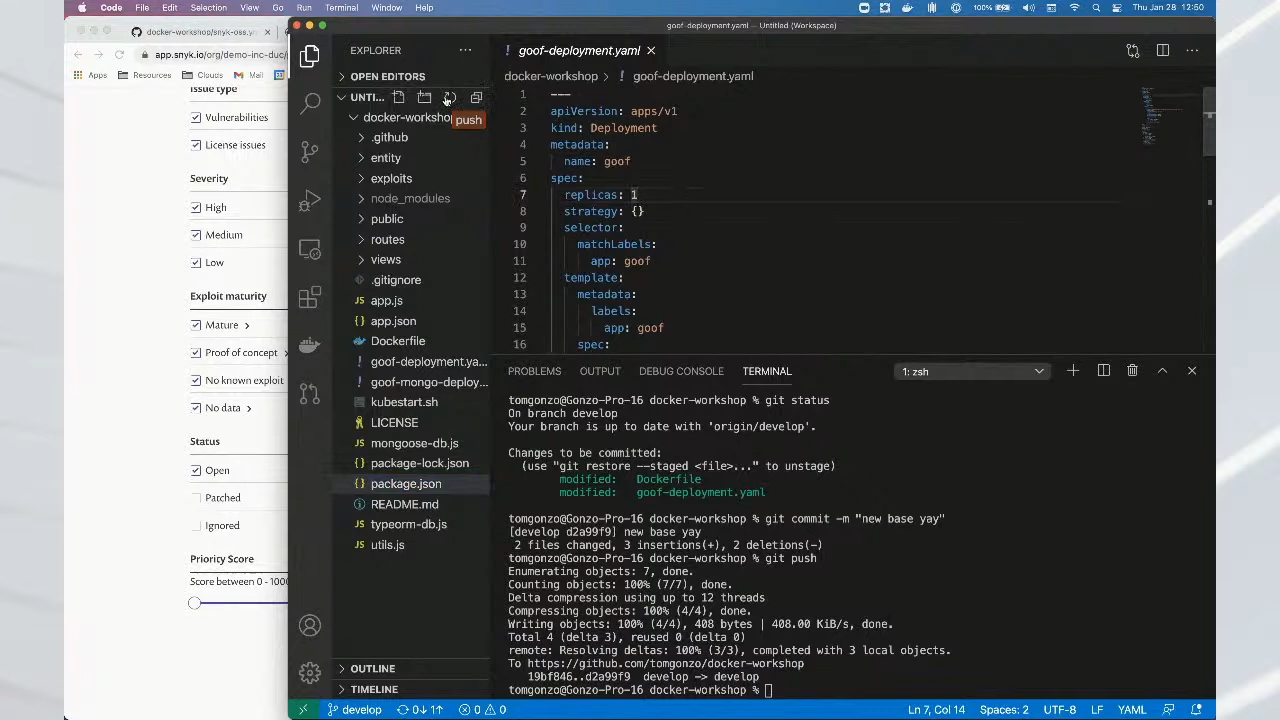 Code File Edit Selection View Go Run Terminal Window Help
100% Thu Jan 28 12:50
docker-workshop/snyk-oss.y
app.snyk.io/org/demo-inc-duc/
Apps Resources Clouds Mail
Issue type
Vulnerabilities
License issues
Severity
High
Medium
Low
Exploit maturity
Mature
Proof of concept
No known exploit
No data
Status
Open
Patched
Ignored
Priority Score
Score between 0 - 1000
goof-deployment.yaml — Untitled (Workspace)
EXPLORER
OPEN EDITORS
UNTI...
docker-workshop
push
.github
entity
exploits
node_modules
public
routes
views
.gitignore
JS app.js
{} app.json
Dockerfile
! goof-deployment.ya...
! goof-mongo-deploy...
kubestart.sh
LICENSE
JS mongoose-db.js
{} package-lock.json
{} package.json
README.md
JS typeorm-db.js
JS utils.js
OUTLINE
TIMELINE
! goof-deployment.yaml
docker-workshop > ! goof-deployment.yaml
1 ---
2 apiVersion: apps/v1
3 kind: Deployment
4 metadata:
5 name: goof
6 spec:
7 replicas: 1
8 strategy: {}
9 selector:
10 matchLabels:
11 app: goof
12 template:
13 metadata:
14 labels:
15 app: goof
16 spec:
PROBLEMS OUTPUT DEBUG CONSOLE TERMINAL 1: zsh
tomgonzo@Gonzo-Pro-16 docker-workshop % git status
On branch develop
Your branch is up to date with 'origin/develop'.
Changes to be committed:
(use "git restore --staged <file>..." to unstage)
modified: Dockerfile
modified: goof-deployment.yaml
tomgonzo@Gonzo-Pro-16 docker-workshop % git commit -m "new base yay"
[develop d2a99f9] new base yay
2 files changed, 3 insertions(+), 2 deletions(-)
tomgonzo@Gonzo-Pro-16 docker-workshop % git push
Enumerating objects: 7, done.
Counting objects: 100% (7/7), done.
Delta compression using up to 12 threads
Compressing objects: 100% (4/4), done.
Writing objects: 100% (4/4), 408 bytes | 408.00 KiB/s, done.
Total 4 (delta 3), reused 0 (delta 0)
remote: Resolving deltas: 100% (3/3), completed with 3 local objects.
To https://github.com/tomgonzo/docker-workshop
19bf846..d2a99f9 develop -> develop
tomgonzo@Gonzo-Pro-16 docker-workshop %
develop 0↓ 1↑ 0 0 Ln 7, Col 14 Spaces: 2 UTF-8 LF YAML